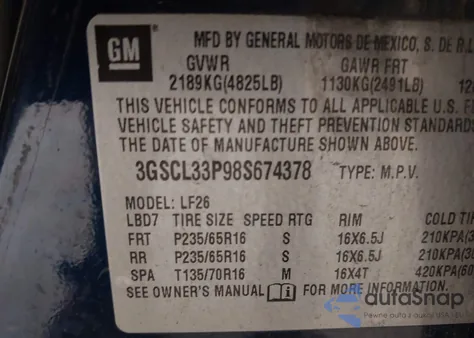 GM
MFD BY GENERAL MOTORS DE MEXICO, S. DE R.L
GVWR GAWR FRT
2189KG(4825LB) 1130KG(2491LB)
THIS VEHICLE CONFORMS TO ALL APPLICABLE U.S. F
VEHICLE SAFETY AND THEFT PREVENTION STANDARDS
THE DATE OF MANUFACTURE SHOWN ABOVE.
3GSCL33P98S674378 TYPE: M.P.V.
MODEL: LF26
LBD7 TIRE SIZE SPEED RTG RIM COLD TI
FRT P235/65R16 S 16X6.5J 210KPA(3
RR P235/65R16 S 16X6.5J 210KPA(3
SPA T135/70R16 M 16X4T 420KPA(60
SEE OWNER'S MANUAL i FOR MORE INFORMATION.
autaSnap